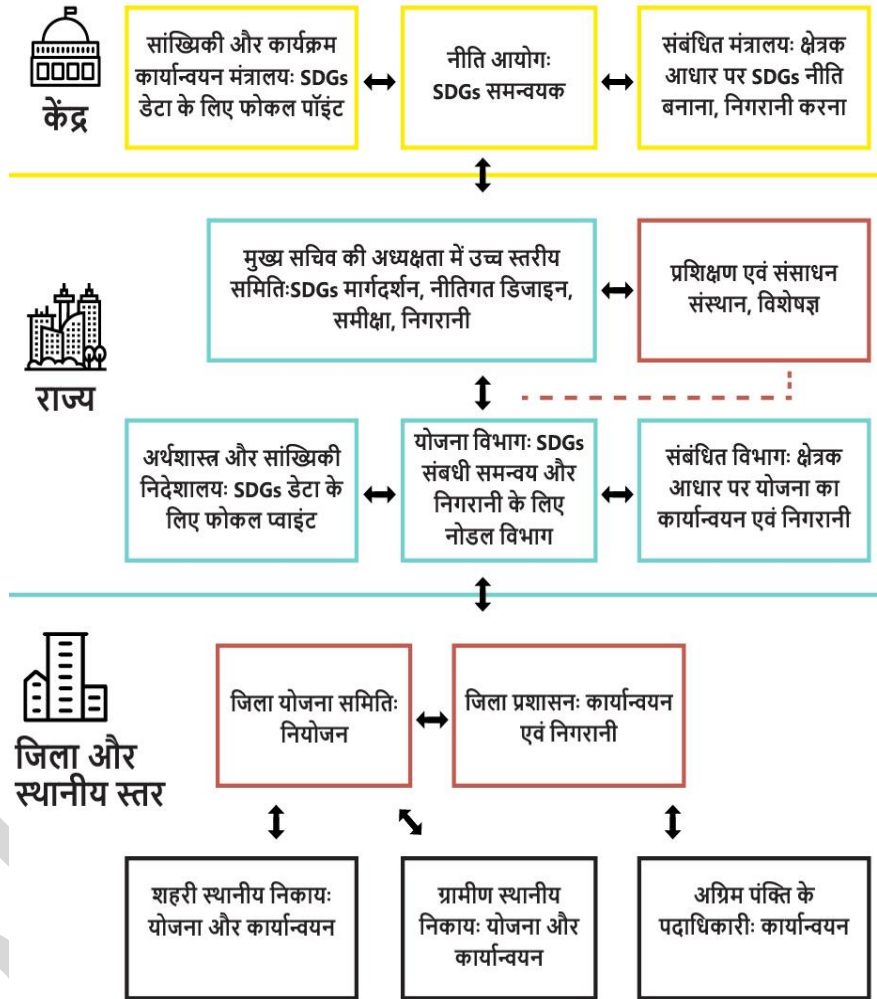 केंद्र
सांख्यिकी और कार्यक्रम
कार्यान्वयन मंत्रालयः SDGs
डेटा के लिए फोकल पॉइंट
नीति आयोगः
SDGs समन्वयक
संबंधित मंत्रालयः क्षेत्रक
आधार पर SDGs नीति
बनाना, निगरानी करना
राज्य
मुख्य सचिव की अध्यक्षता में उच्च स्तरीय
समितिःSDGs मार्गदर्शन, नीतिगत डिजाइन,
समीक्षा, निगरानी
प्रशिक्षण एवं संसाधन
संस्थान, विशेषज्ञ
अर्थशास्त्र और सांख्यिकी
निदेशालयः SDGs डेटा के
लिए फोकल प्वाइंट
योजना विभागः SDGs
संबधी समन्वय और
निगरानी के लिए
नोडल विभाग
संबंधित विभागः क्षेत्रक
आधार पर योजना का
कार्यान्वयन एवं निगरानी
जिला और
स्थानीय स्तर
जिला योजना समितिः
नियोजन
जिला प्रशासनः कार्यान्वयन
एवं निगरानी
शहरी स्थानीय निकायः
योजना और कार्यान्वयन
ग्रामीण स्थानीय
निकायः योजना और
कार्यान्वयन
अग्रिम पंक्ति के
पदाधिकारीः कार्यान्वयन